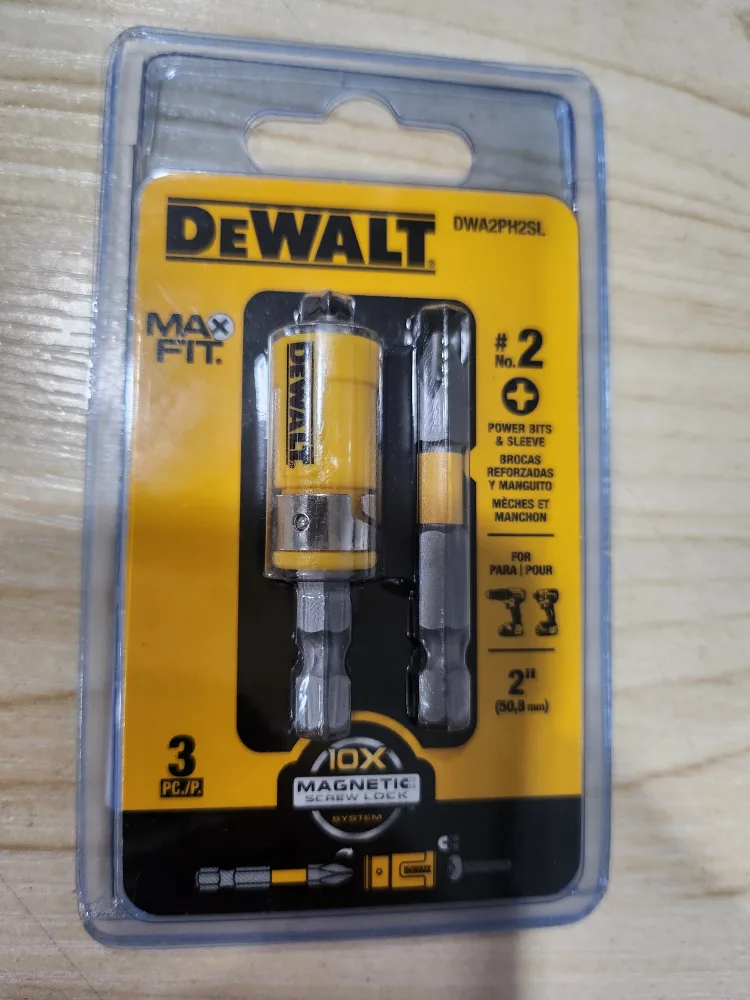 DEWALT
DWA2PH2SL
MAX
FIT.
DEWALT
#
No. 2
POWER BITS
& SLEEVE
BROCAS
REFORZADAS
Y MANGUITO
MÈCHES ET
MANCHON
FOR
PARA | POUR
2"
(50,8 mm)
3
PC./P.
10X
MAGNETIC
SCREW LOCK
SYSTEM
DEWALT